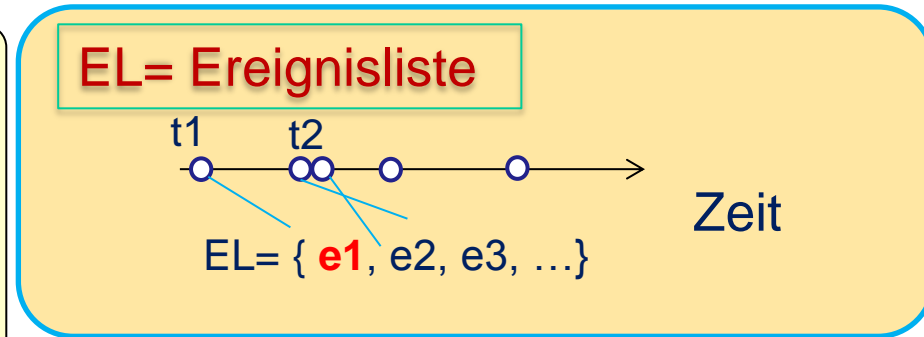 EL= Ereignisliste
t1 t2
Zeit
EL= { e1, e2, e3, …}